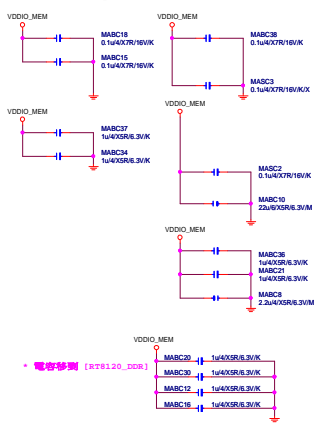 VDDIO_MEM
MABC18
0.1u/4/X7R/16V/K
MABC15
0.1u/4/X7R/16V/K
VDDIO_MEM
MABC38
0.1u/4/X7R/16V/K
MASC3
0.1u/4/X7R/16V/K/X
VDDIO_MEM
MABC37
1u/4/X5R/6.3V/K
MABC34
1u/4/X5R/6.3V/K
VDDIO_MEM
MASC2
0.1u/4/X7R/16V/K
MABC10
22u/6/X5R/6.3V/M
VDDIO_MEM
MABC36
1u/4/X5R/6.3V/K
MABC21
1u/4/X5R/6.3V/K
MABC8
2.2u/4/X5R/6.3V/M
VDDIO_MEM
MABC20 1u/4/X5R/6.3V/K
* 電容移到 [RT8120_DDR]
MABC30 1u/4/X5R/6.3V/K
MABC12 1u/4/X5R/6.3V/K
MABC16 1u/4/X5R/6.3V/K